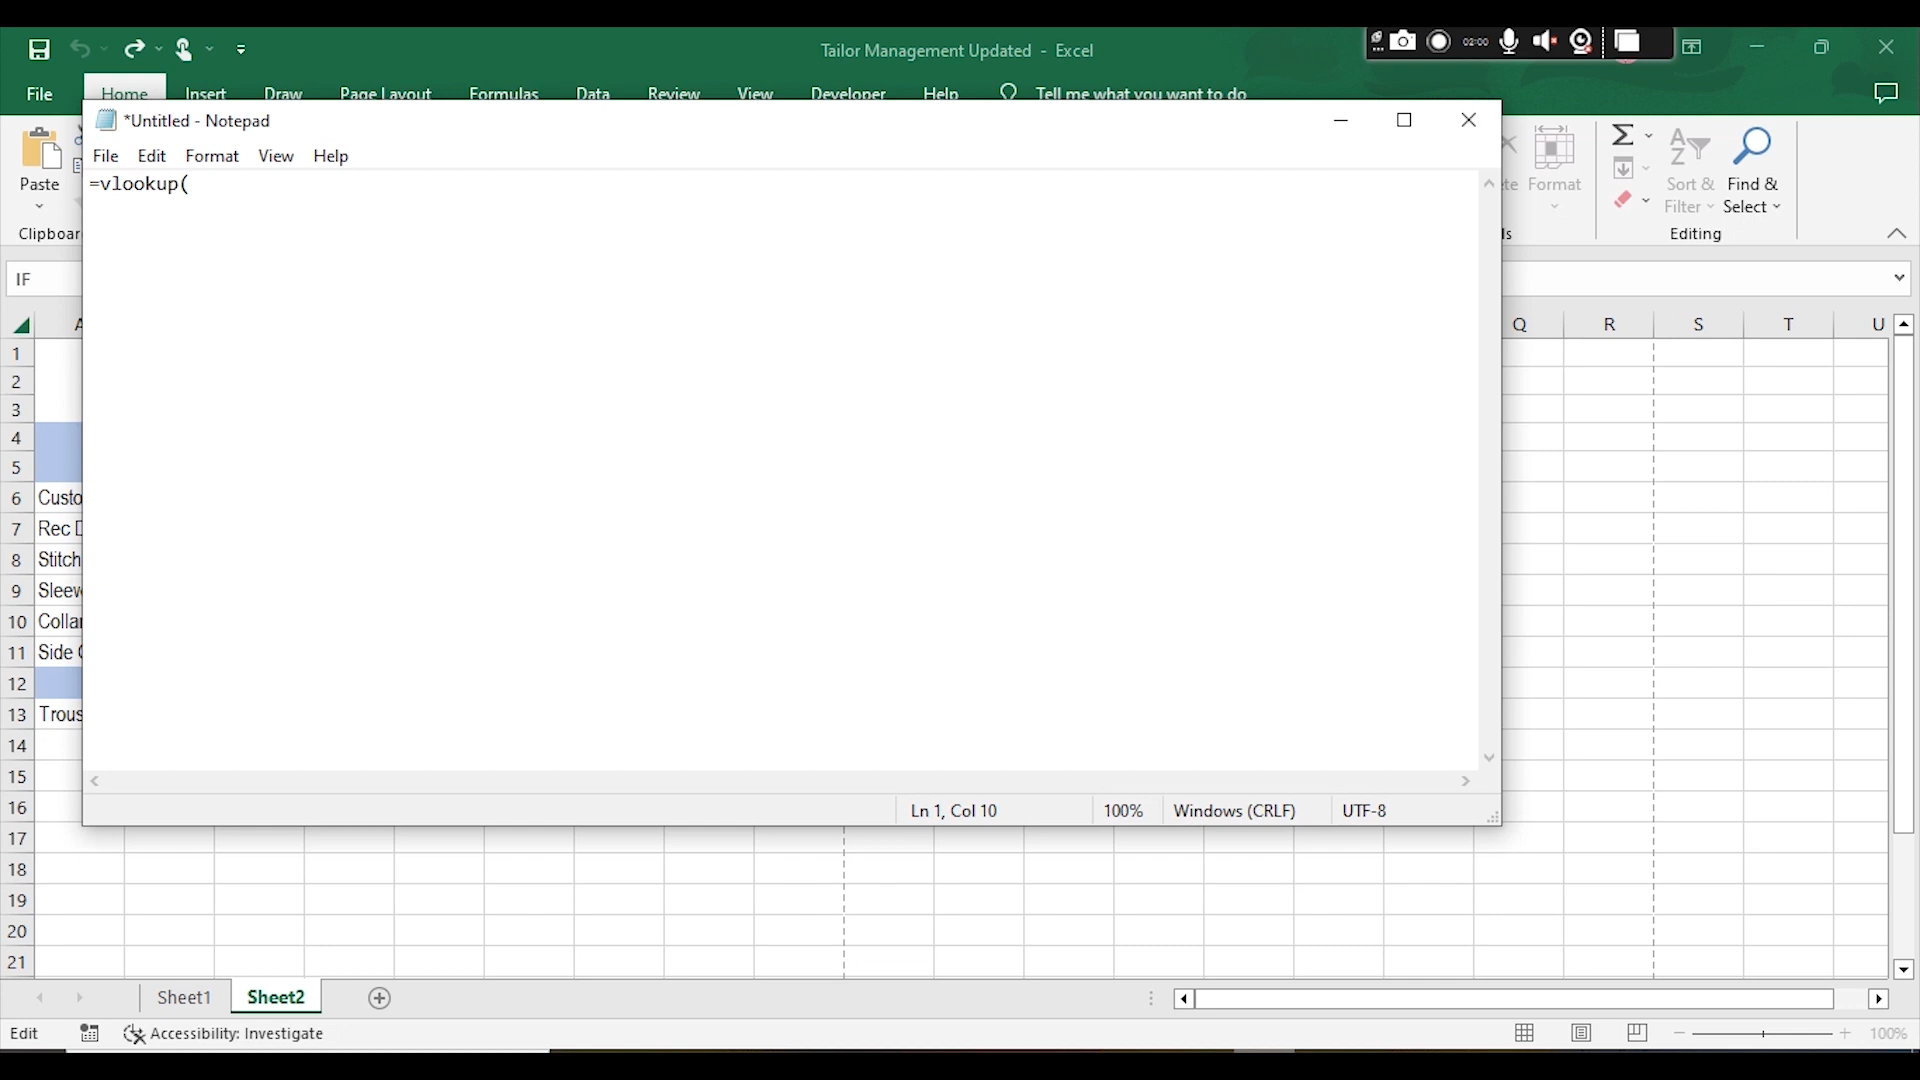 Tailor Management Updated - Excel
02:00
File Home Insert Draw Page Layout Formulas Data Review View Developer Help Tell me what you want to do
*Untitled - Notepad
File Edit Format View Help
=vlookup(
Paste
Clipboar
te Format
Sort & Filter
Find & Select
ls
Editing
IF
A Q R S T U
1
2
3
4
5
6 Custo
7 Rec D
8 Stitch
9 Sleev
10 Collar
11 Side
12
13 Trous
14
15
16
17
18
19
20
21
Ln 1, Col 10 100% Windows (CRLF) UTF-8
Sheet1 Sheet2
Edit Accessibility: Investigate 100%